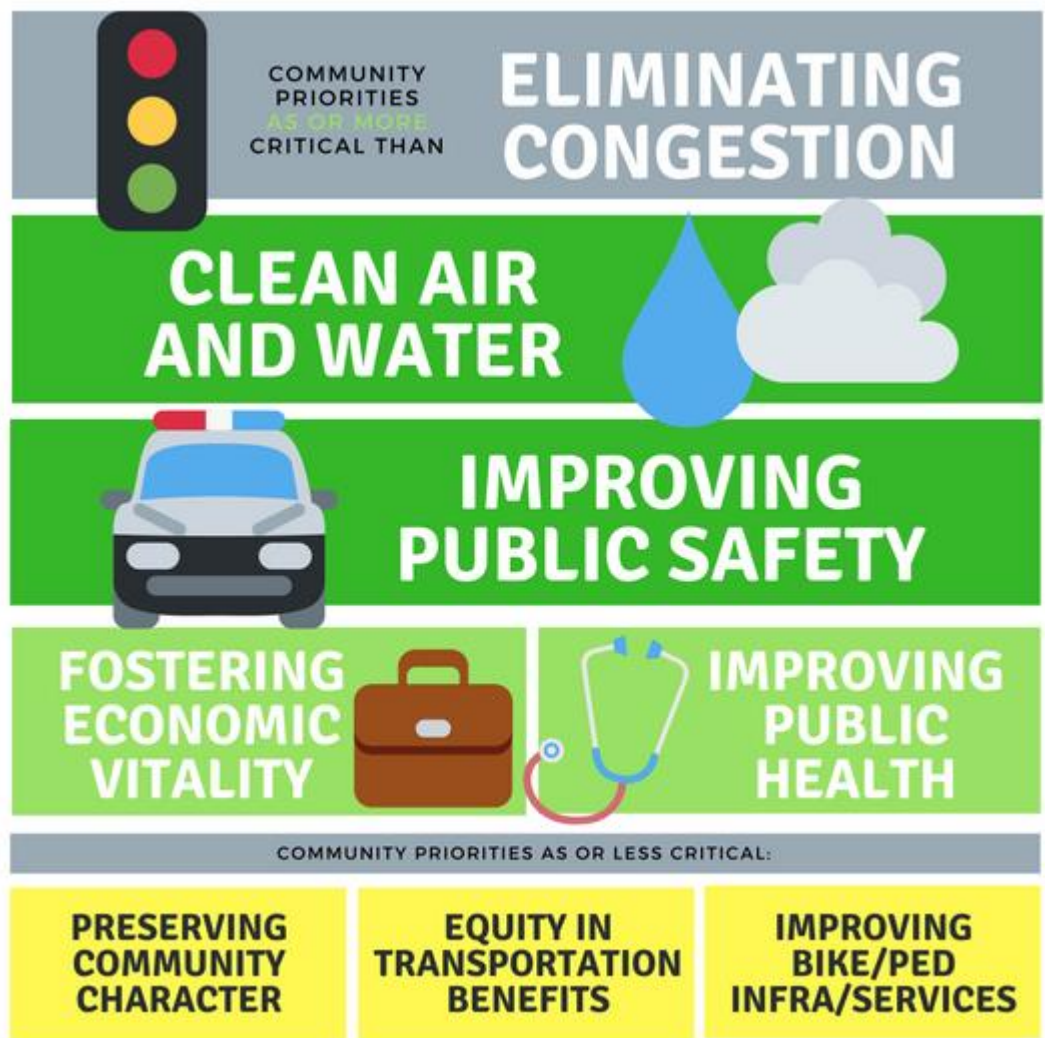 COMMUNITY
PRIORITIES
AS OR MORE
CRITICAL THAN
ELIMINATING
CONGESTION
CLEAN AIR
AND WATER
IMPROVING
PUBLIC SAFETY
FOSTERING
ECONOMIC
VITALITY
IMPROVING
PUBLIC
HEALTH
COMMUNITY PRIORITIES AS OR LESS CRITICAL:
PRESERVING
COMMUNITY
CHARACTER
EQUITY IN
TRANSPORTATION
BENEFITS
IMPROVING
BIKE/PED
INFRA/SERVICES